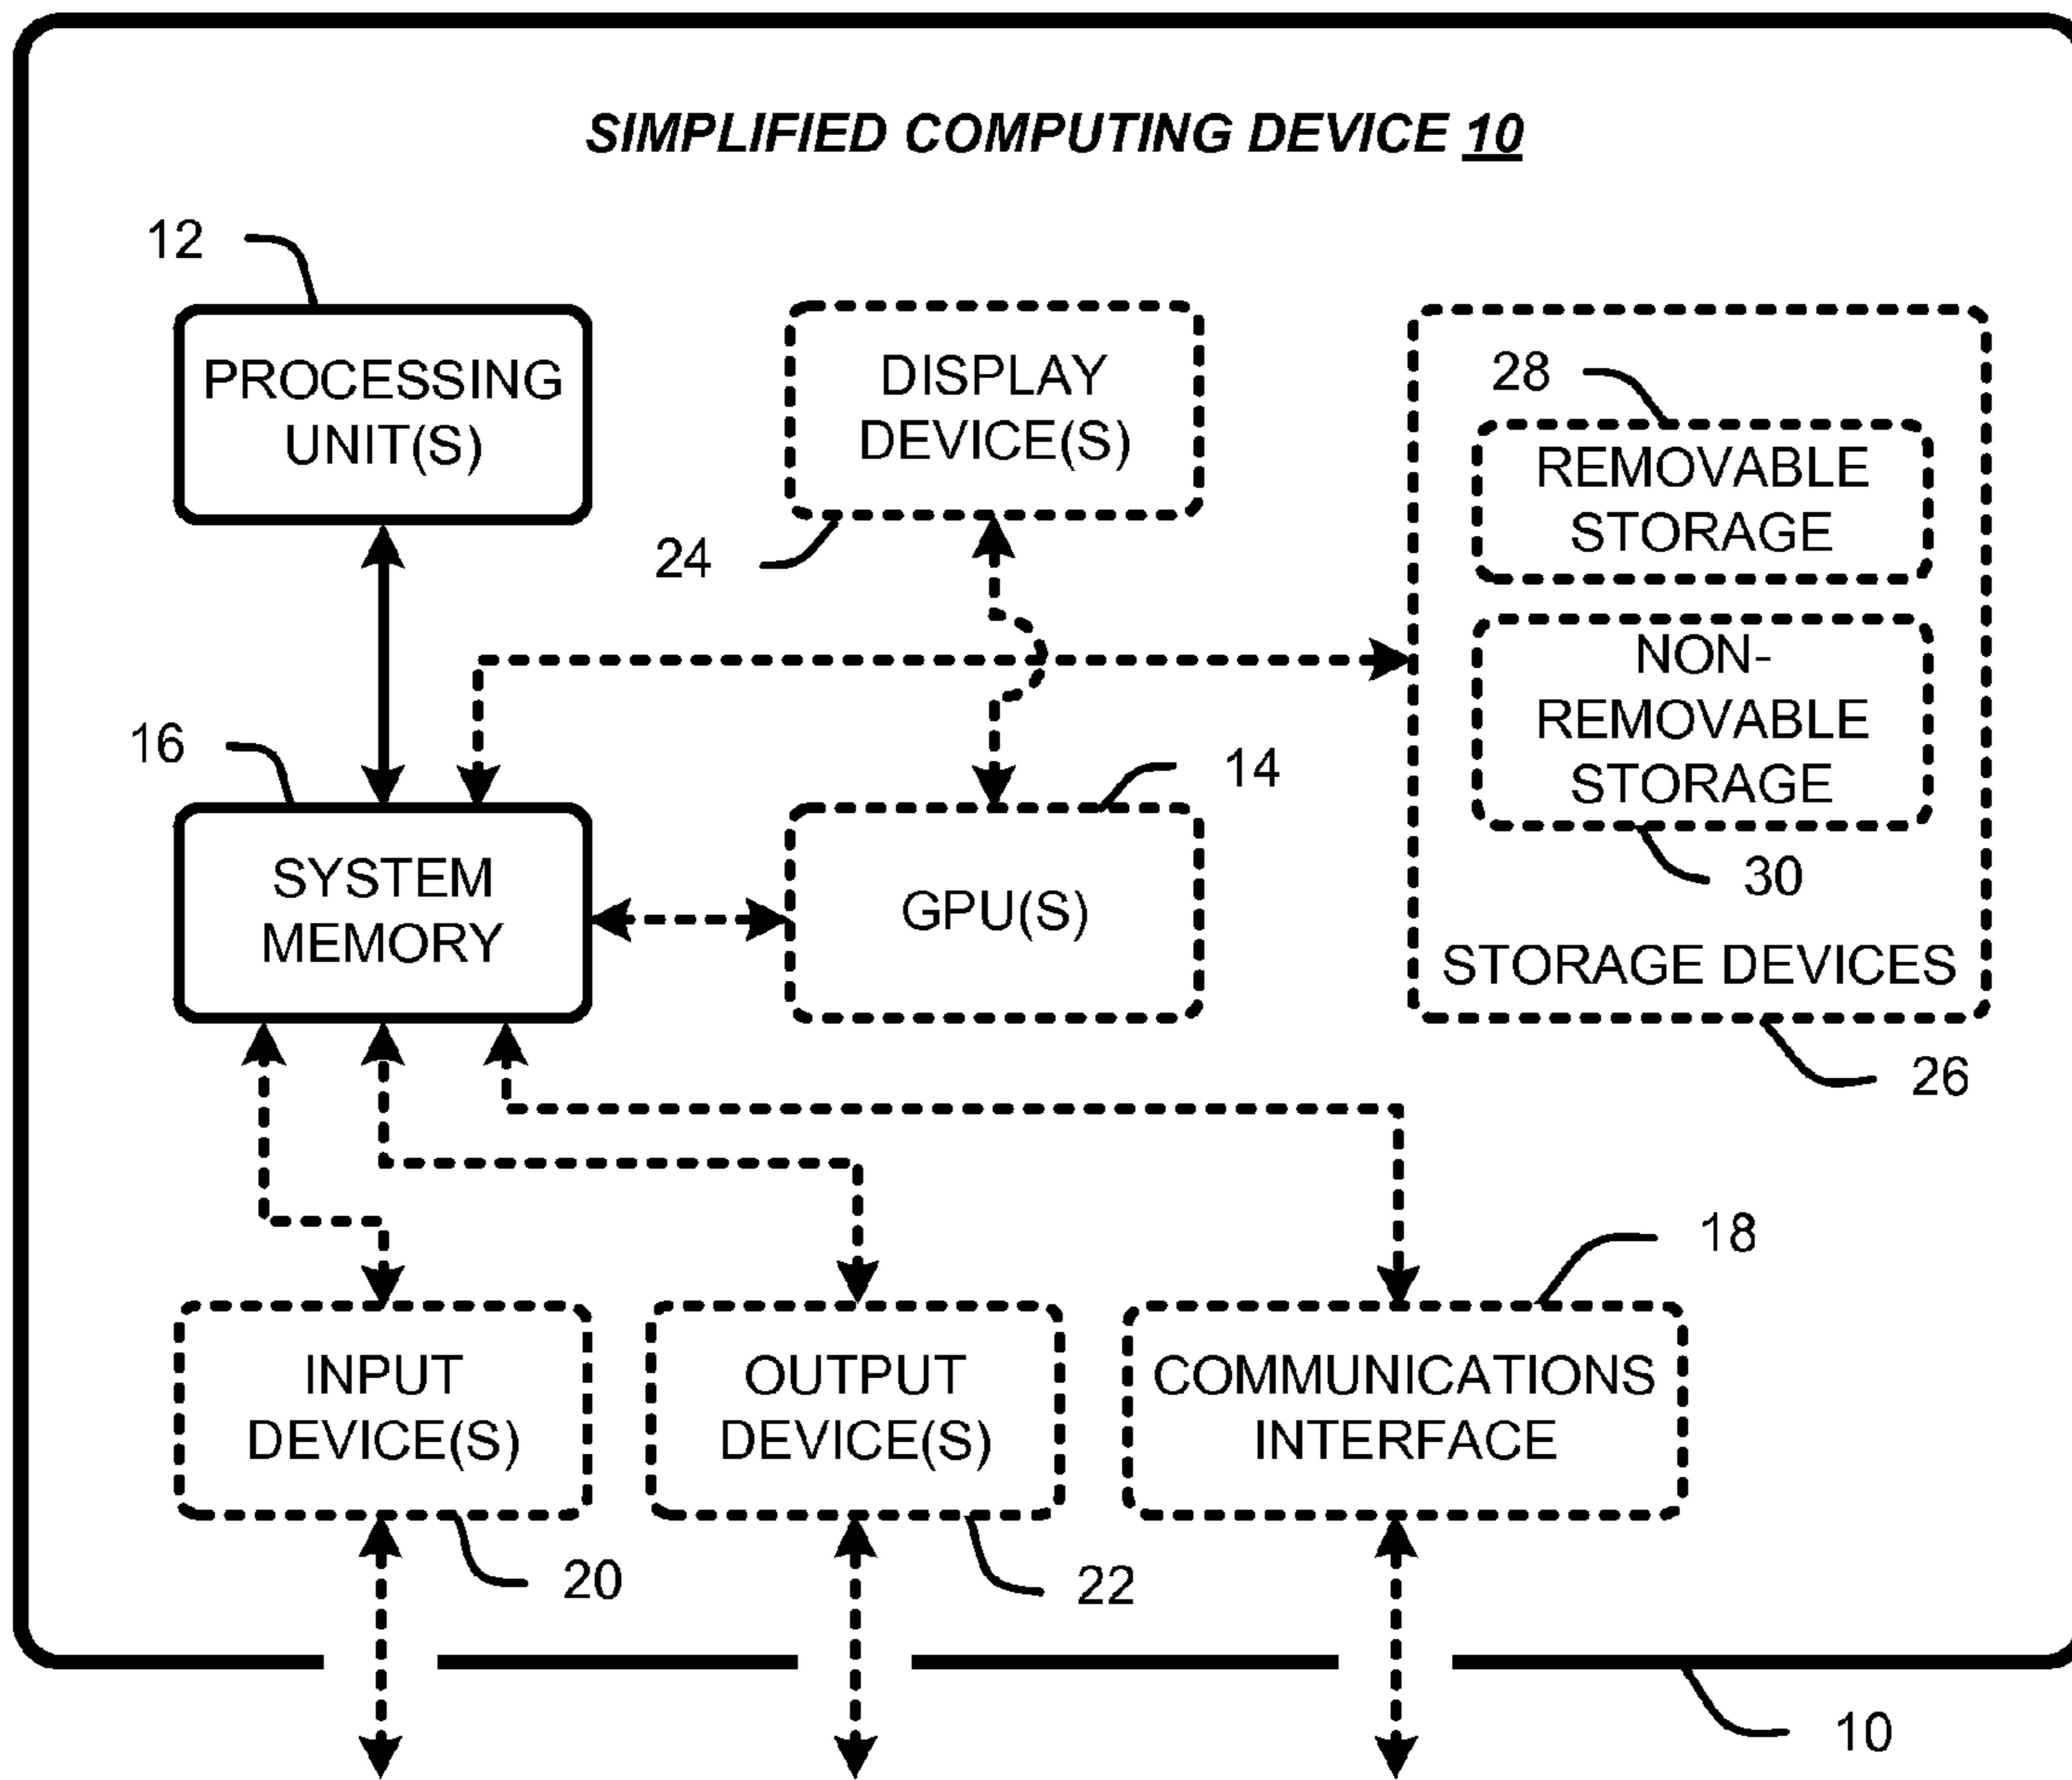 SIMPLIFIED COMPUTING DEVICE 10
12
PROCESSING
UNIT(S)
DISPLAY
DEVICE(S)
24
28
REMOVABLE
STORAGE
NON-
REMOVABLE
STORAGE
30
STORAGE DEVICES
26
16
SYSTEM
MEMORY
14
GPU(S)
18
INPUT
DEVICE(S)
20
OUTPUT
DEVICE(S)
22
COMMUNICATIONS
INTERFACE
10